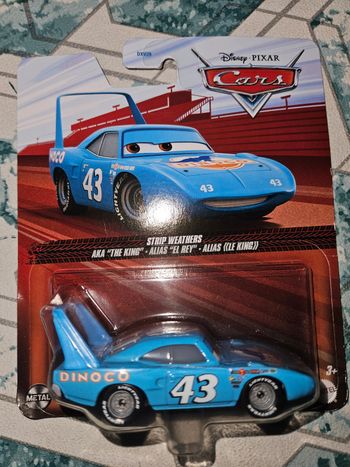 DXV29
Disney · PIXAR
Cars
DINOCO
43
43
43
STRIP WEATHERS
AKA "THE KING" · ALIAS "EL REY" · ALIAS ((LE KING))
DINOCO
43
METAL
3+